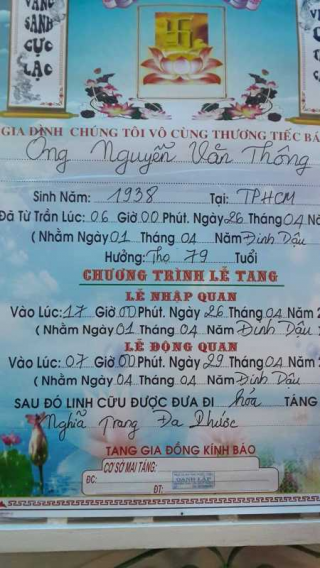 VÃNG
SANH
CỰC
LẠC
GIA ĐÌNH CHÚNG TÔI VÔ CÙNG THƯƠNG TIẾC BÁ
Ông Nguyễn Văn Thông
Sinh Năm: 1938 Tại: TPHCM
Đã Từ Trần Lúc: 06 Giờ 00 Phút. Ngày 26 Tháng 04 Nă
( Nhằm Ngày 01 Tháng 04 Năm Đinh Dậu
Hưởng: Thọ 79 Tuổi
CHƯƠNG TRÌNH LỄ TANG
LỄ NHẬP QUAN
Vào Lúc: 17 Giờ 00 Phút. Ngày 26 Tháng 04 Năm 2
( Nhằm Ngày 01 Tháng 04 Năm Đinh Dậu
LỄ ĐỘNG QUAN
Vào Lúc: 07 Giờ 00 Phút. Ngày 29 Tháng 04 Năm 2
( Nhằm Ngày 04 Tháng 04 Năm Đinh Dậu
SAU ĐÓ LINH CỮU ĐƯỢC ĐƯA ĐI hỏa TÁNG
Nghĩa Trang Đa Phước
TANG GIA ĐỒNG KÍNH BÁO
CƠ SỞ MAI TÁNG:
ĐC:
ĐT: